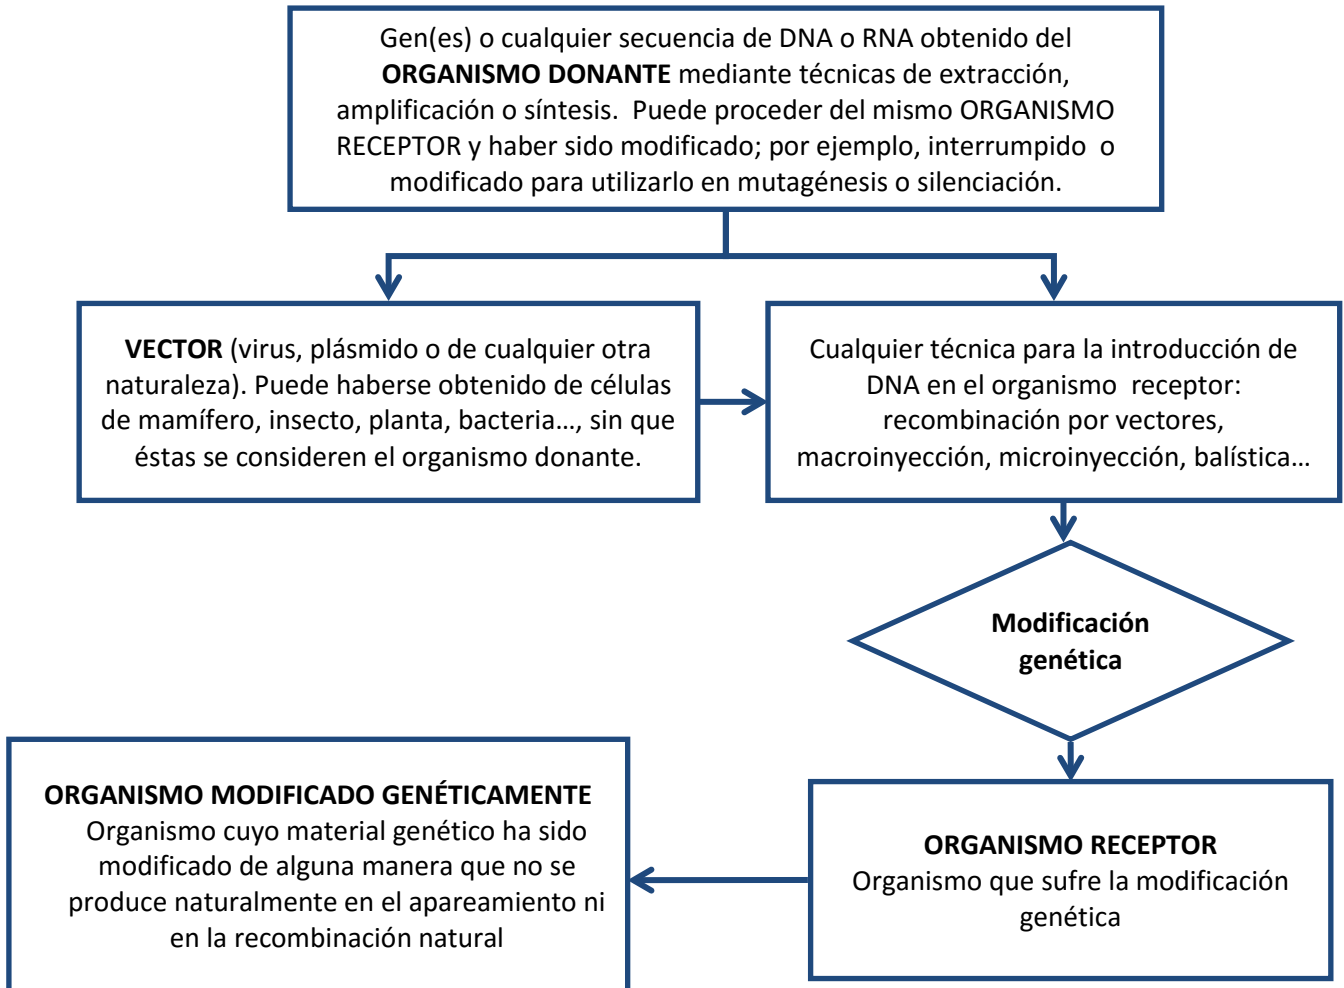 Gen(es) o cualquier secuencia de DNA o RNA obtenido del
ORGANISMO DONANTE mediante técnicas de extracción,
amplificación o síntesis.  Puede proceder del mismo ORGANISMO
RECEPTOR y haber sido modificado; por ejemplo, interrumpido  o
modificado para utilizarlo en mutagénesis o silenciación.
VECTOR (virus, plásmido o de cualquier otra
naturaleza). Puede haberse obtenido de células
de mamífero, insecto, planta, bacteria…, sin que
éstas se consideren el organismo donante.
Cualquier técnica para la introducción de
DNA en el organismo  receptor:
recombinación por vectores,
macroinyección, microinyección, balística…
Modificación
genética
ORGANISMO RECEPTOR
Organismo que sufre la modificación
genética
ORGANISMO MODIFICADO GENÉTICAMENTE
Organismo cuyo material genético ha sido
modificado de alguna manera que no se
produce naturalmente en el apareamiento ni
en la recombinación natural